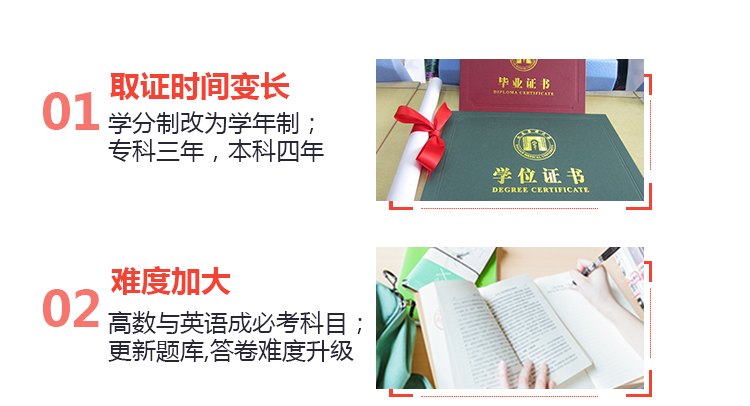 01
取证时间变长
学分制改为学年制；
专科三年，本科四年
毕业证书
DIPLOMA CERTIFICATE
学位证书
DEGREE CERTIFICATE
02
难度加大
高数与英语成必考科目；
更新题库,答卷难度升级